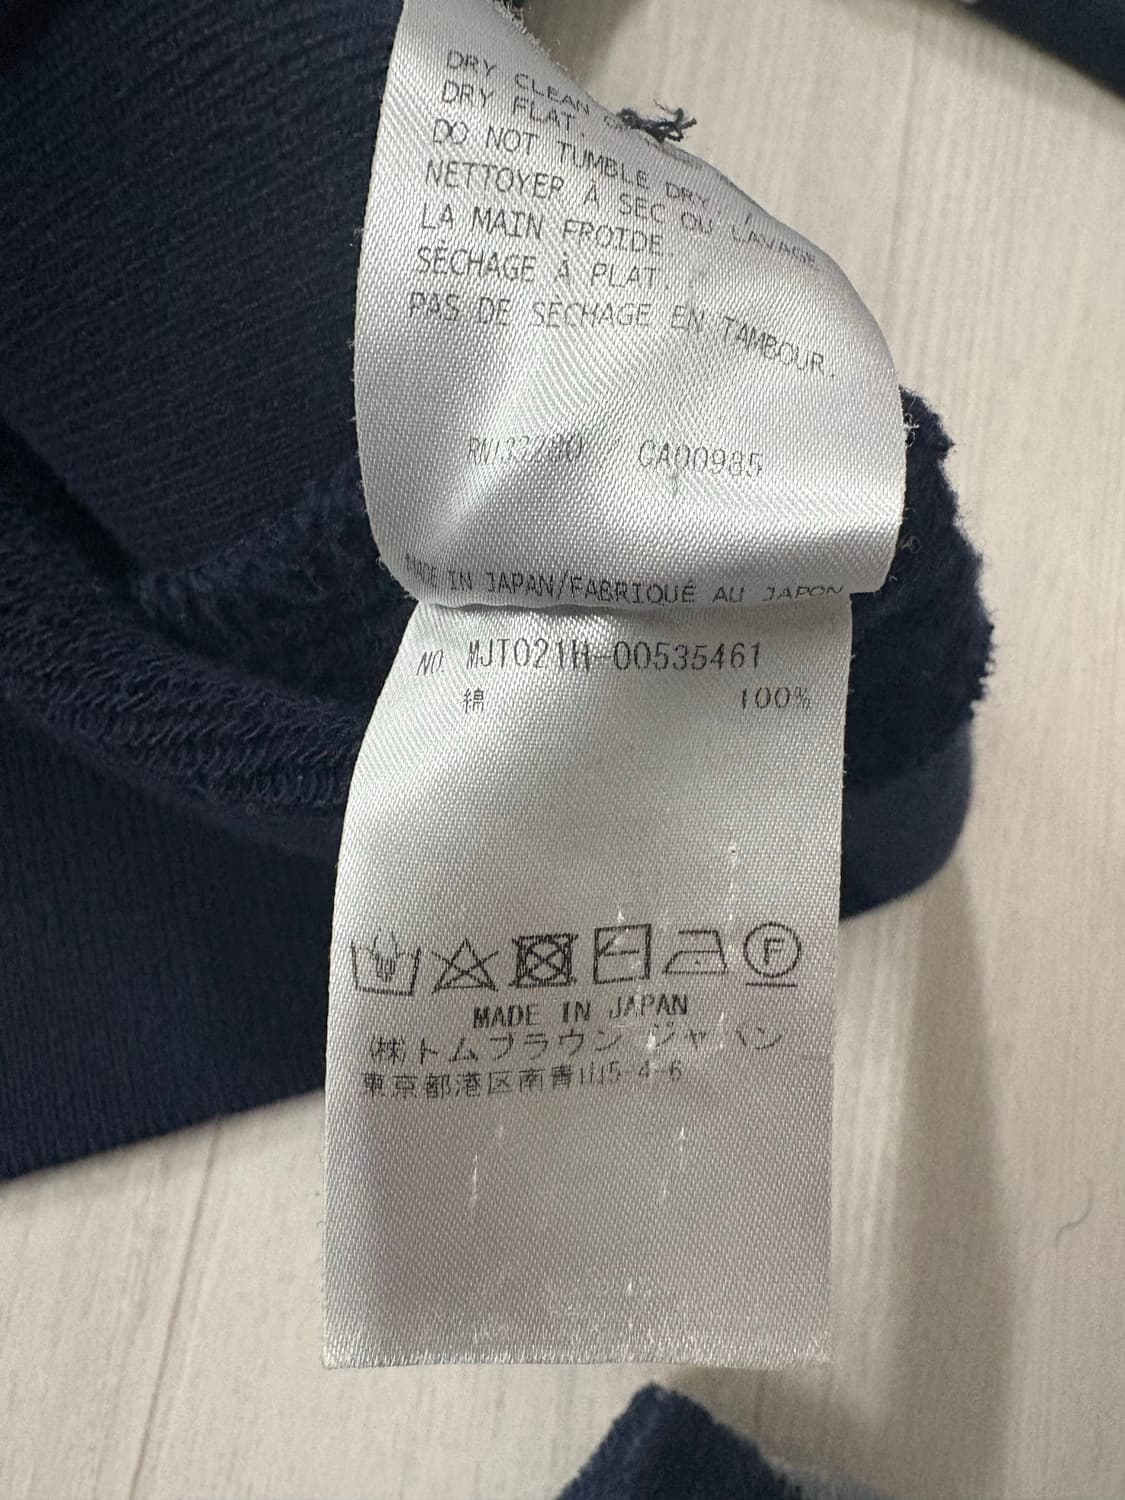 DRY CLEAN
DRY FLAT.
DO NOT TUMBLE DRY. /
NETTOYER À SEC OU LAVAGE
LA MAIN FROIDE.
SÉCHAGE À PLAT.
PAS DE SECHAGE EN TAMBOUR.
CA00985
MADE IN JAPAN/FABRIQUÉ AU JAPON
NO. MJT021H-00535461
綿 100%
F
MADE IN JAPAN
(株)トムブラウン ジャパン
東京都港区南青山5-4-6